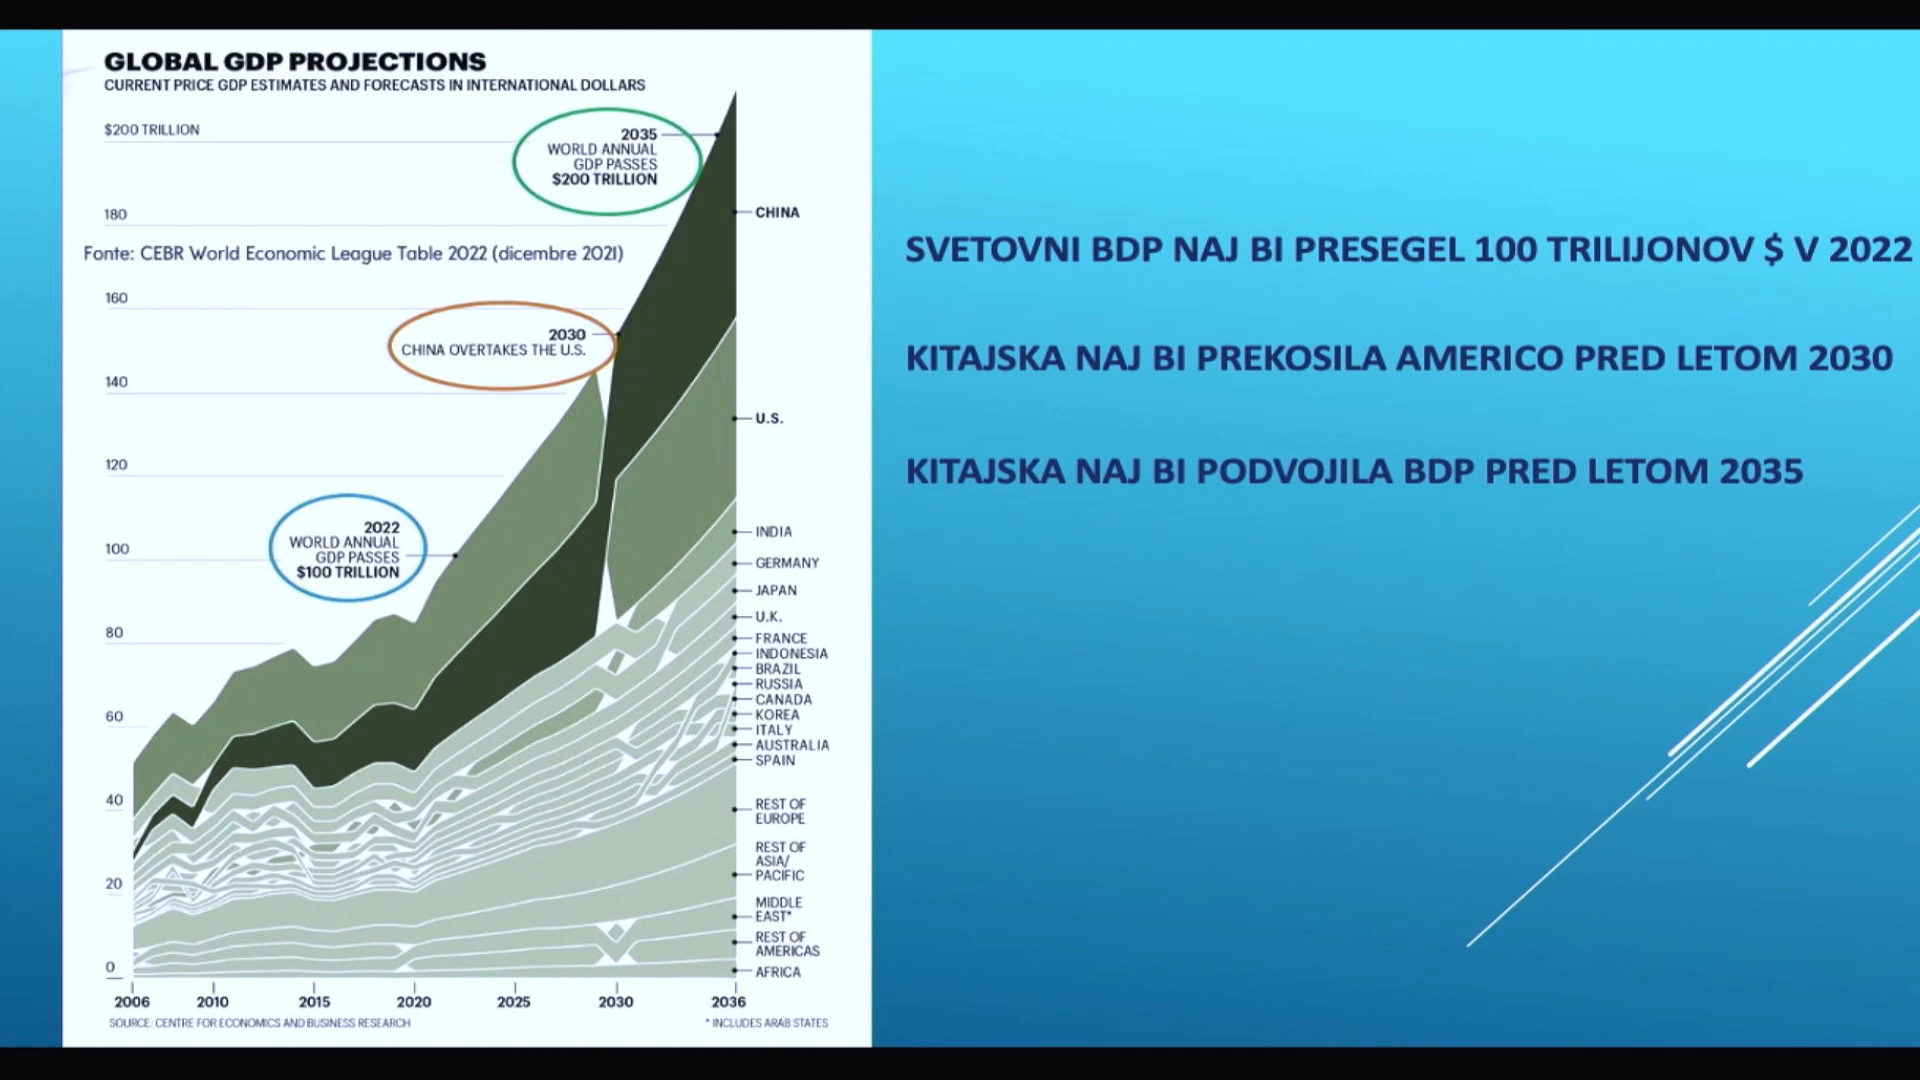 GLOBAL GDP PROJECTIONS
CURRENT PRICE GDP ESTIMATES AND FORECASTS IN INTERNATIONAL DOLLARS
$200 TRILLION
2035
WORLD ANNUAL
GDP PASSES
$200 TRILLION
180
CHINA
Fonte: CEBR World Economic League Table 2022 (dicembre 2021)
160
2030
CHINA OVERTAKES THE U.S.
140
U.S.
120
2022
WORLD ANNUAL
GDP PASSES
$100 TRILLION
100
INDIA
GERMANY
JAPAN
U.K.
80
FRANCE
INDONESIA
BRAZIL
RUSSIA
CANADA
60
KOREA
ITALY
AUSTRALIA
SPAIN
40
REST OF
EUROPE
REST OF
ASIA/
PACIFIC
20
MIDDLE
EAST*
REST OF
AMERICAS
0
AFRICA
2006 2010 2015 2020 2025 2030 2036
SOURCE: CENTRE FOR ECONOMICS AND BUSINESS RESEARCH
* INCLUDES ARAB STATES
SVETOVNI BDP NAJ BI PRESEGEL 100 TRILIJONOV $ V 2022
KITAJSKA NAJ BI PREKOSILA AMERICO PRED LETOM 2030
KITAJSKA NAJ BI PODVOJILA BDP PRED LETOM 2035